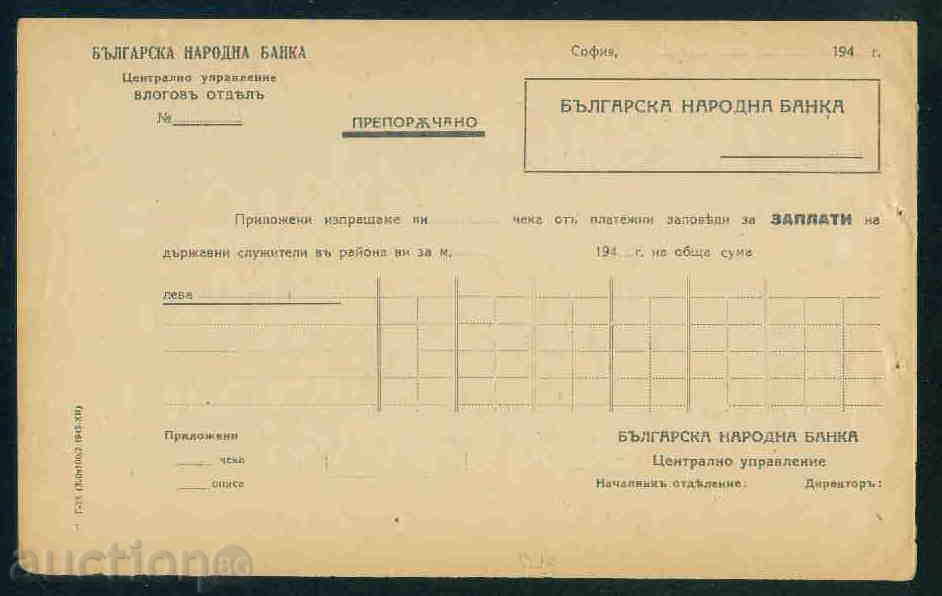 БЪЛГАРСКА НАРОДНА БАНКА
Централно управление
ВЛОГОВЪ ОТДѢЛЪ
№
ПРЕПОРѪЧАНО
София, 194 г.
БЪЛГАРСКА НАРОДНА БАНКА
Приложени изпращаме ви чека отъ платежни заповѣди за ЗАПЛАТИ на
държавни служители въ района ви за м. 194 г. на обща сума
лева
Приложени
чека
описа
БЪЛГАРСКА НАРОДНА БАНКА
Централно управление
Началникъ отдѣление: Директоръ:
auction